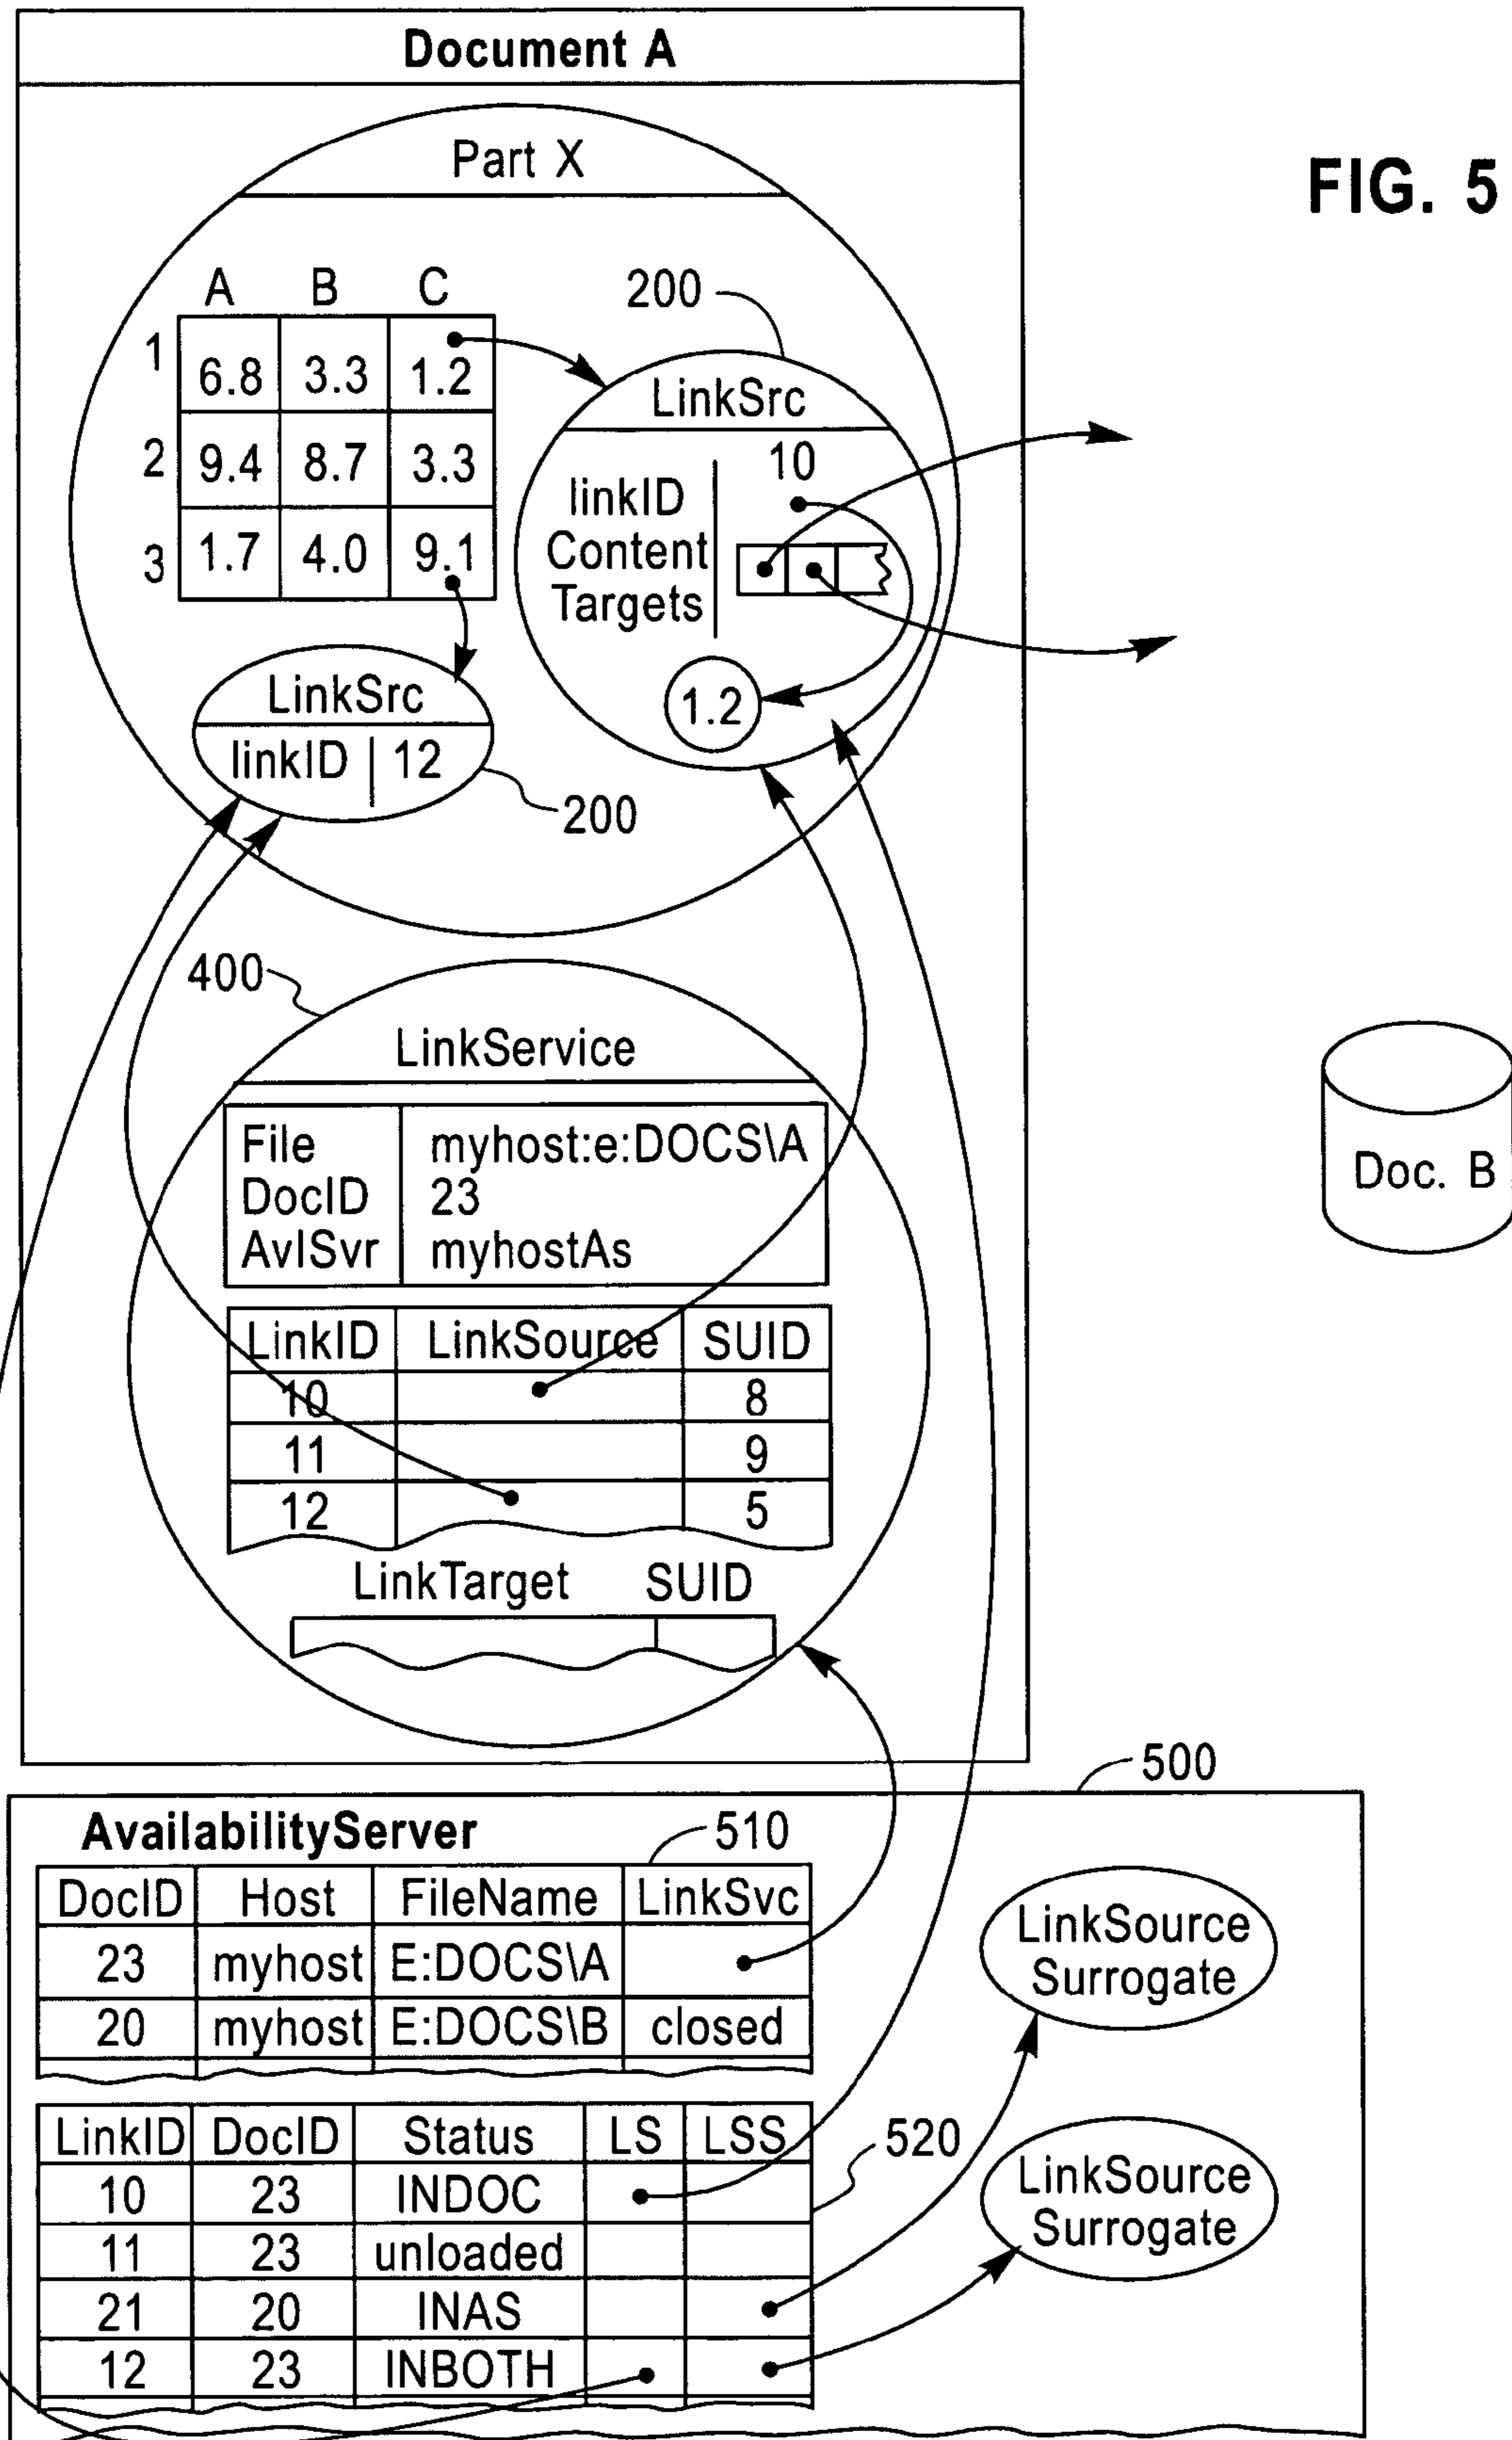 Document A
FIG. 5
Part X
A B C
200
1 6.8 3.3 1.2
2 9.4 8.7 3.3
3 1.7 4.0 9.1
LinkSrc
linkID 10
Content
Targets
1.2
LinkSrc
linkID 12
200
400
LinkService
File myhost:e:DOCS\A
DocID 23
AvlSvr myhostAs
Doc. B
LinkID LinkSource SUID
10 8
11 9
12 5
LinkTarget SUID
500
AvailabilityServer
510
DocID Host FileName LinkSvc
23 myhost E:DOCS\A
20 myhost E:DOCS\B closed
LinkSource
Surrogate
LinkID DocID Status LS LSS
520
10 23 INDOC
11 23 unloaded
21 20 INAS
12 23 INBOTH
LinkSource
Surrogate